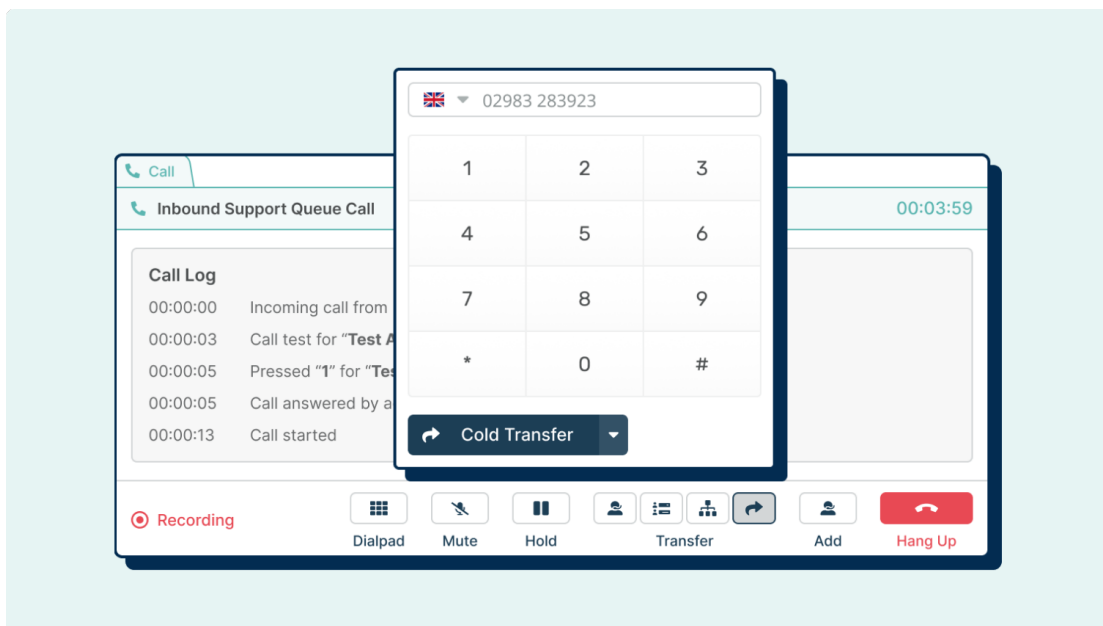 02983 283923
1 2 3
4 5 6
7 8 9
* 0 #
Cold Transfer
Call
Inbound Support Queue Call 00:03:59
Call Log
00:00:00 Incoming call from
00:00:03 Call test for “Test A
00:00:05 Pressed “1” for “Tes
00:00:05 Call answered by a
00:00:13 Call started
Recording
Dialpad Mute Hold Transfer Add Hang Up